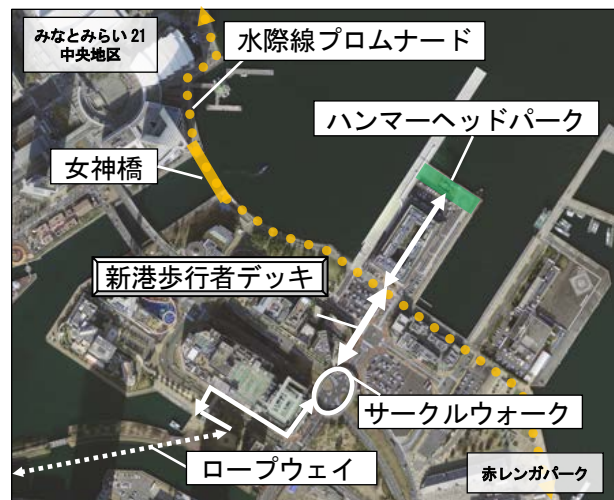 みなとみらい21
中央地区
水際線プロムナード
ハンマーヘッドパーク
女神橋
新港歩行者デッキ
サークルウォーク
ロープウェイ
赤レンガパーク